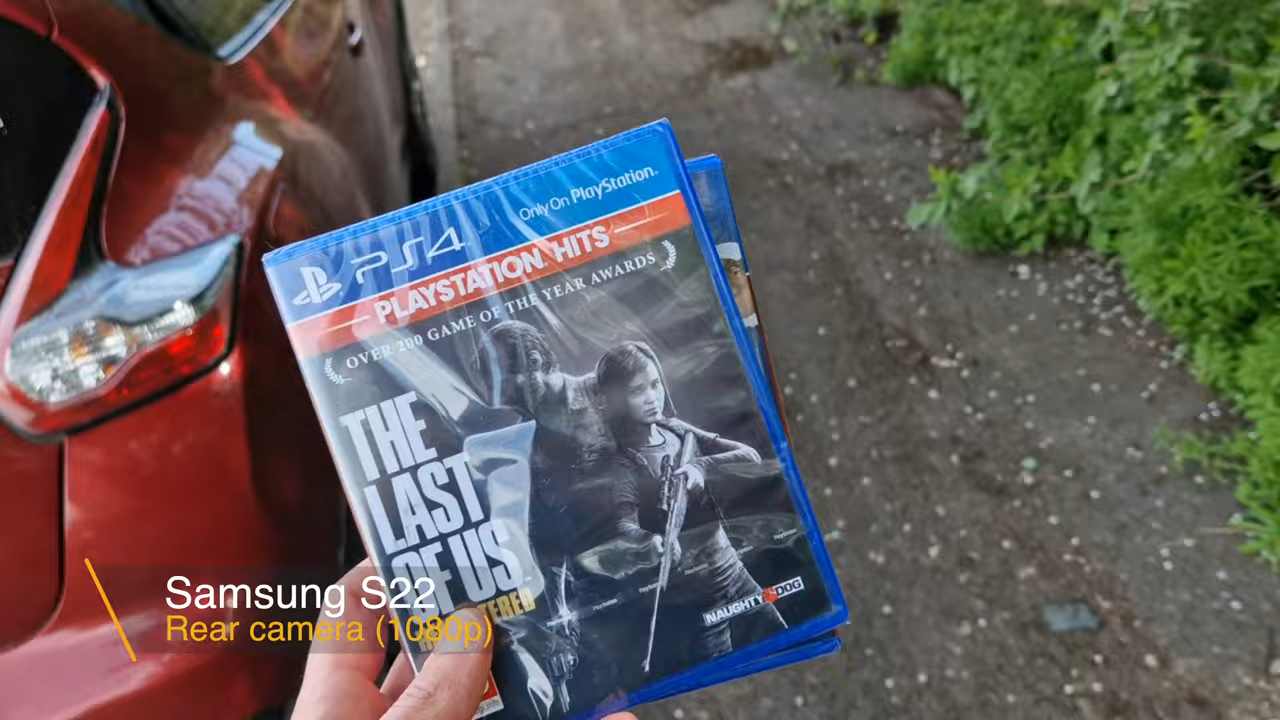 Only On PlayStation
PS4
PLAYSTATION HITS
OVER 200 GAME OF THE YEAR AWARDS
THE
LAST
OF US
NAUGHTY DOG
Samsung S22
Rear camera (1080p)